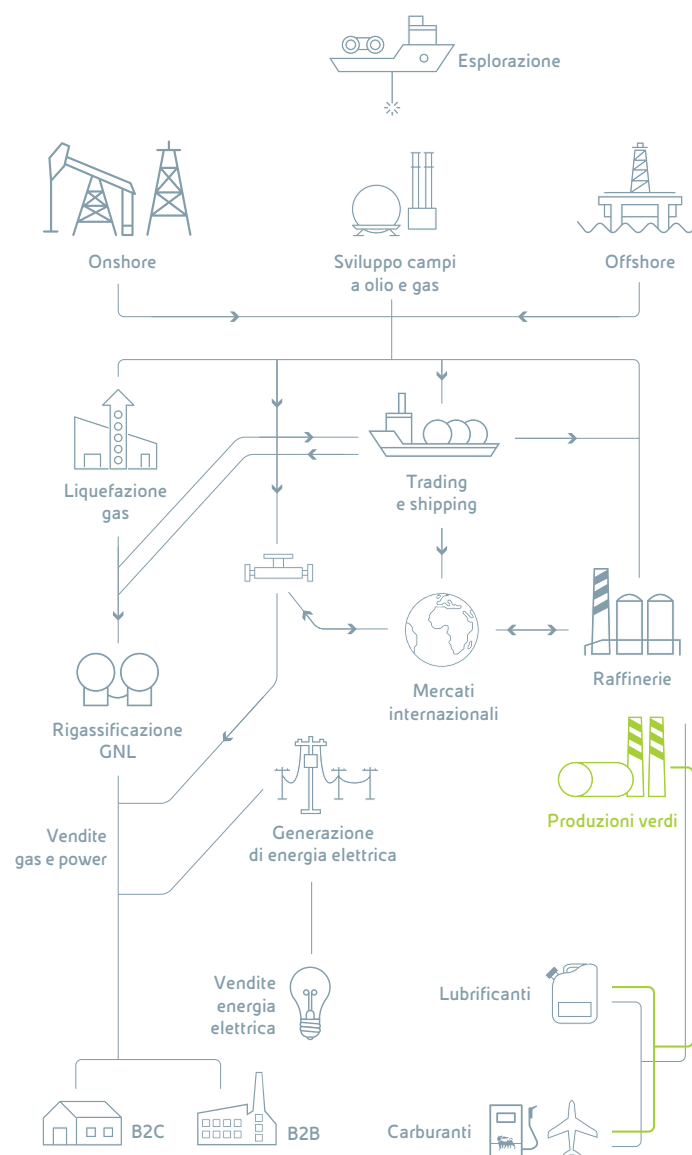 Esplorazione
Onshore
Sviluppo campi
a olio e gas
Offshore
Liquefazione
gas
Trading
e shipping
Mercati
internazionali
Raffinerie
Rigassificazione
GNL
Produzioni verdi
Vendite
gas e power
Generazione
di energia elettrica
Vendite
energia
elettrica
Lubrificanti
B2C
B2B
Carburanti